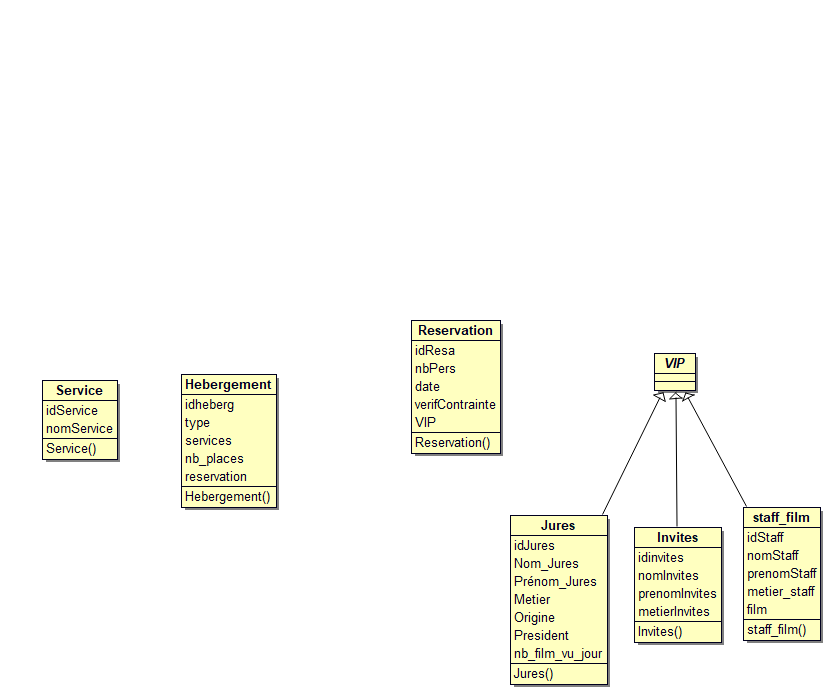 Service
idService
nomService
Service()
Hebergement
idheberg
type
services
nb_places
reservation
Hebergement()
Reservation
idResa
nbPers
date
verifContrainte
VIP
Reservation()
VIP
Jures
idJures
Nom_Jures
Prénom_Jures
Metier
Origine
President
nb_film_vu_jour
Jures()
Invites
idinvites
nomInvites
prenomInvites
metierInvites
Invites()
staff_film
idStaff
nomStaff
prenomStaff
metier_staff
film
staff_film()